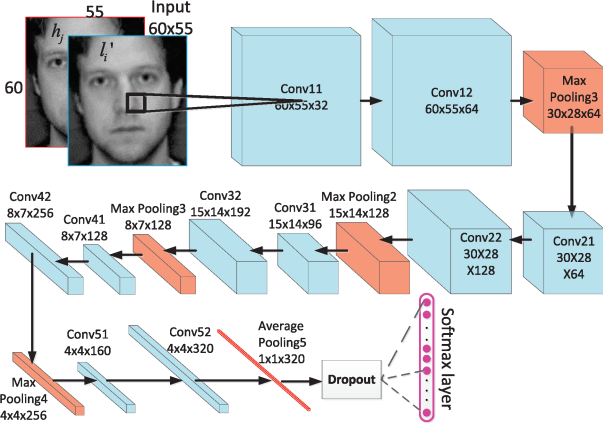 55
Input
60x55
h_j
l_i'
60
Conv11
60x55x32
Conv12
60x55x64
Max
Pooling3
30x28x64
Conv42
8x7x256
Conv41
8x7x128
Max Pooling3
8x7x128
Conv32
15x14x192
Conv31
15x14x96
Max Pooling2
15x14x128
Conv22
30X28
X128
Conv21
30X28
X64
Max
Pooling4
4x4x256
Conv51
4x4x160
Conv52
4x4x320
Average
Pooling5
1x1x320
Dropout
Softmax layer